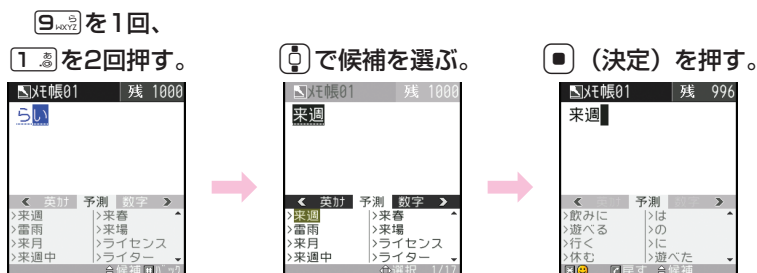 9 WXYZ ら を1回、
1 あ を2回押す。
で候補を選ぶ。
(決定)を押す。
メモ帳01 残 1000
らい
< 英カナ 予測 数字 >
>来週 >来春
>雷雨 >来場
>来月 >ライセンス
>来週中 >ライター
候補 バック
メモ帳01 残 1000
来週
< 英カナ 予測 数字 >
>来週 >来春
>雷雨 >来場
>来月 >ライセンス
>来週中 >ライター
選択 1/17
メモ帳01 残 996
来週
< 予測 >
>飲みに >は
>遊べる >の
>行く >に
>休む >遊べた
戻す 候補